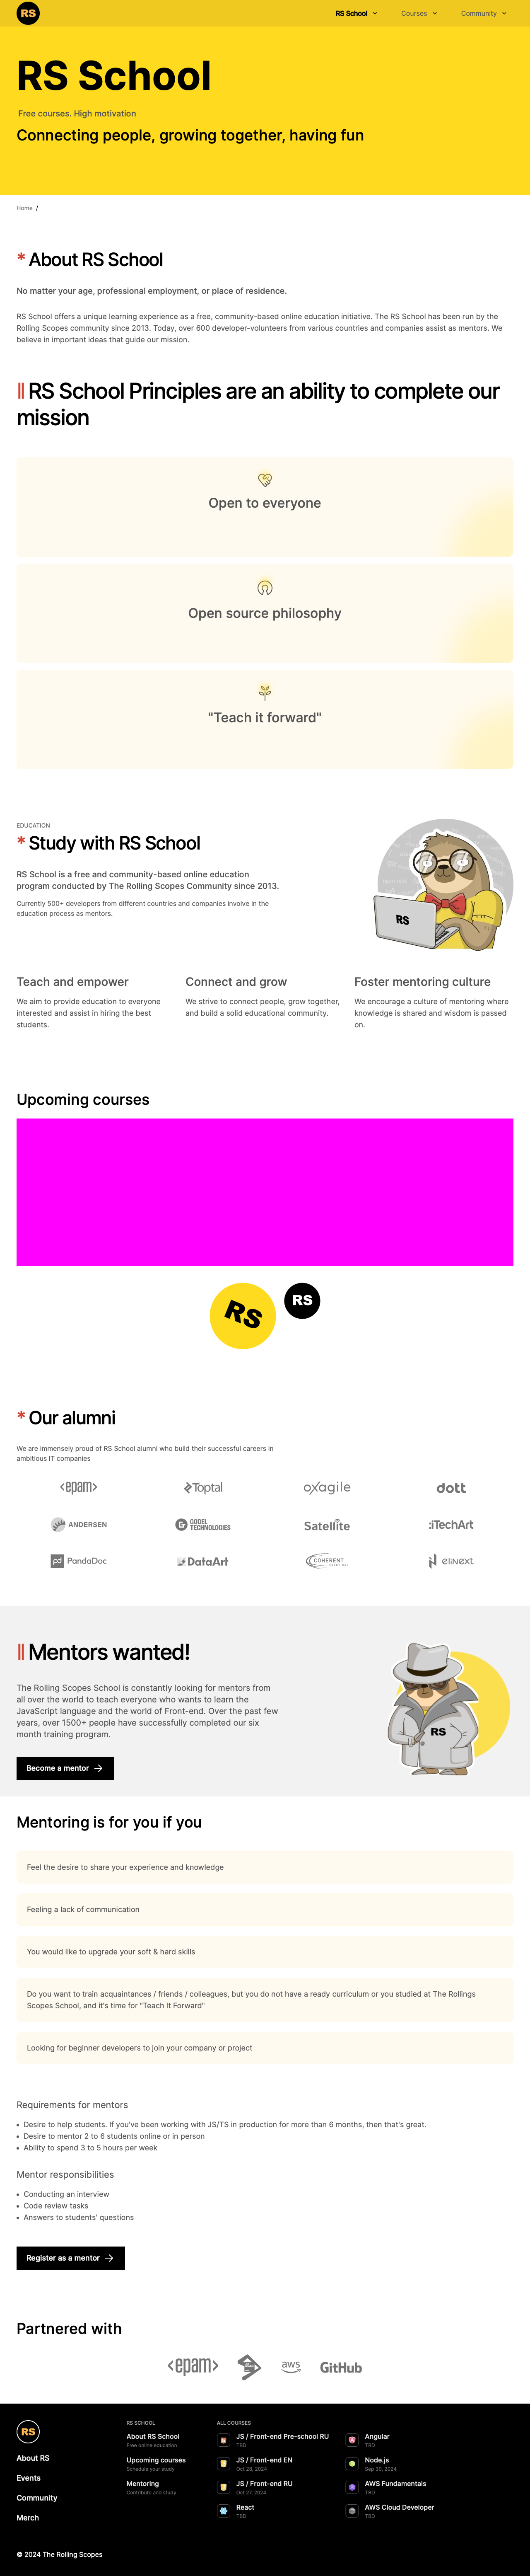 RS
RS School
Courses
Community
RS School
Free courses. High motivation
Connecting people, growing together, having fun
Home /
* About RS School
No matter your age, professional employment, or place of residence.
RS School offers a unique learning experience as a free, community-based online education initiative. The RS School has been run by the
Rolling Scopes community since 2013. Today, over 600 developer-volunteers from various countries and companies assist as mentors. We
believe in important ideas that guide our mission.
RS School Principles are an ability to complete our
mission
Open to everyone
Open source philosophy
"Teach it forward"
EDUCATION
* Study with RS School
RS School is a free and community-based online education
program conducted by The Rolling Scopes Community since 2013.
Currently 500+ developers from different countries and companies involve in the
education process as mentors.
RS
Teach and empower
We aim to provide education to everyone
interested and assist in hiring the best
students.
Connect and grow
We strive to connect people, grow together,
and build a solid educational community.
Foster mentoring culture
We encourage a culture of mentoring where
knowledge is shared and wisdom is passed
on.
Upcoming courses
RS
RS
* Our alumni
We are immensely proud of RS School alumni who build their successful careers in
ambitious IT companies
<epam>
Toptal
oxagile
dott
ANDERSEN
GODEL
TECHNOLOGIES
Satellite
iTechArt
pd PandaDoc
DataArt
COHERENT
SOLUTIONS
elinext
Mentors wanted!
The Rolling Scopes School is constantly looking for mentors from
all over the world to teach everyone who wants to learn the
JavaScript language and the world of Front-end. Over the past few
years, over 1500+ people have successfully completed our six
month training program.
Become a mentor
RS
Mentoring is for you if you
Feel the desire to share your experience and knowledge
Feeling a lack of communication
You would like to upgrade your soft & hard skills
Do you want to train acquaintances / friends / colleagues, but you do not have a ready curriculum or you studied at The Rollings
Scopes School, and it's time for "Teach It Forward"
Looking for beginner developers to join your company or project
Requirements for mentors
• Desire to help students. If you've been working with JS/TS in production for more than 6 months, then that's great.
• Desire to mentor 2 to 6 students online or in person
• Ability to spend 3 to 5 hours per week
Mentor responsibilities
• Conducting an interview
• Code review tasks
• Answers to students' questions
Register as a mentor
Partnered with
<epam>
aws
GitHub
RS
About RS
Events
Community
Merch
RS SCHOOL
About RS School
Free online education
Upcoming courses
Schedule your study
Mentoring
Contribute and study
ALL COURSES
JS / Front-end Pre-school RU
TBD
JS / Front-end EN
Oct 28, 2024
JS / Front-end RU
Oct 27, 2024
React
TBD
Angular
TBD
Node.js
Sep 30, 2024
AWS Fundamentals
TBD
AWS Cloud Developer
TBD
© 2024 The Rolling Scopes